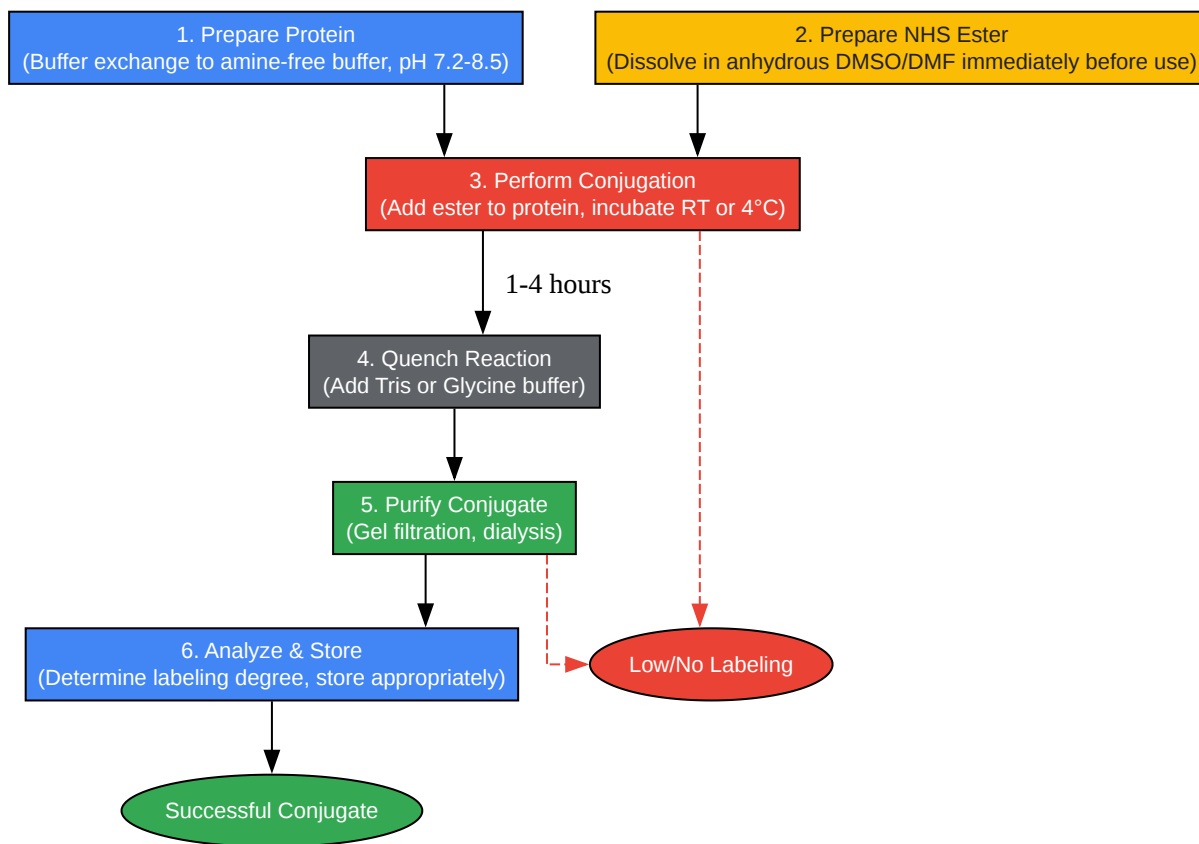 1. Prepare Protein
(Buffer exchange to amine-free buffer, pH 7.2-8.5)
2. Prepare NHS Ester
(Dissolve in anhydrous DMSO/DMF immediately before use)
3. Perform Conjugation
(Add ester to protein, incubate RT or 4°C)
1-4 hours
4. Quench Reaction
(Add Tris or Glycine buffer)
5. Purify Conjugate
(Gel filtration, dialysis)
6. Analyze & Store
(Determine labeling degree, store appropriately)
Low/No Labeling
Successful Conjugate